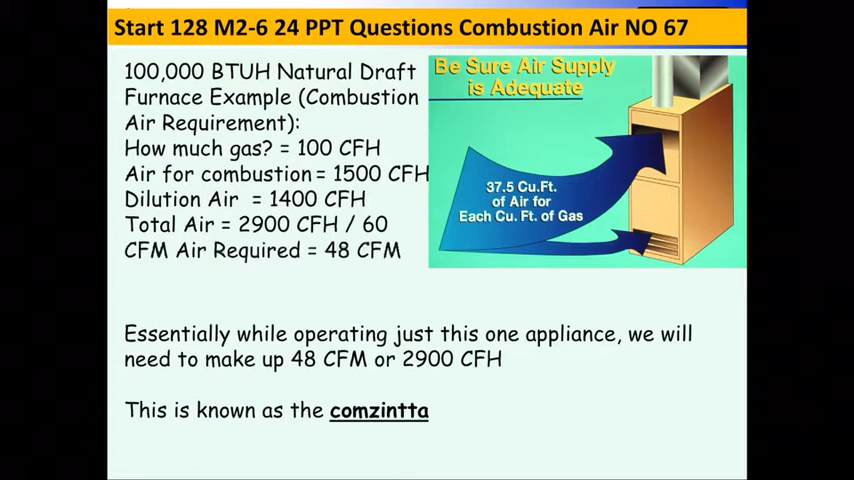 Start 128 M2-6 24 PPT Questions Combustion Air NO 67
100,000 BTUH Natural Draft
Furnace Example (Combustion
Air Requirement):
How much gas? = 100 CFH
Air for combustion = 1500 CFH
Dilution Air = 1400 CFH
Total Air = 2900 CFH / 60
CFM Air Required = 48 CFM
Be Sure Air Supply
is Adequate
37.5 Cu.Ft.
of Air for
Each Cu. Ft. of Gas
Essentially while operating just this one appliance, we will
need to make up 48 CFM or 2900 CFH
This is known as the comzintta